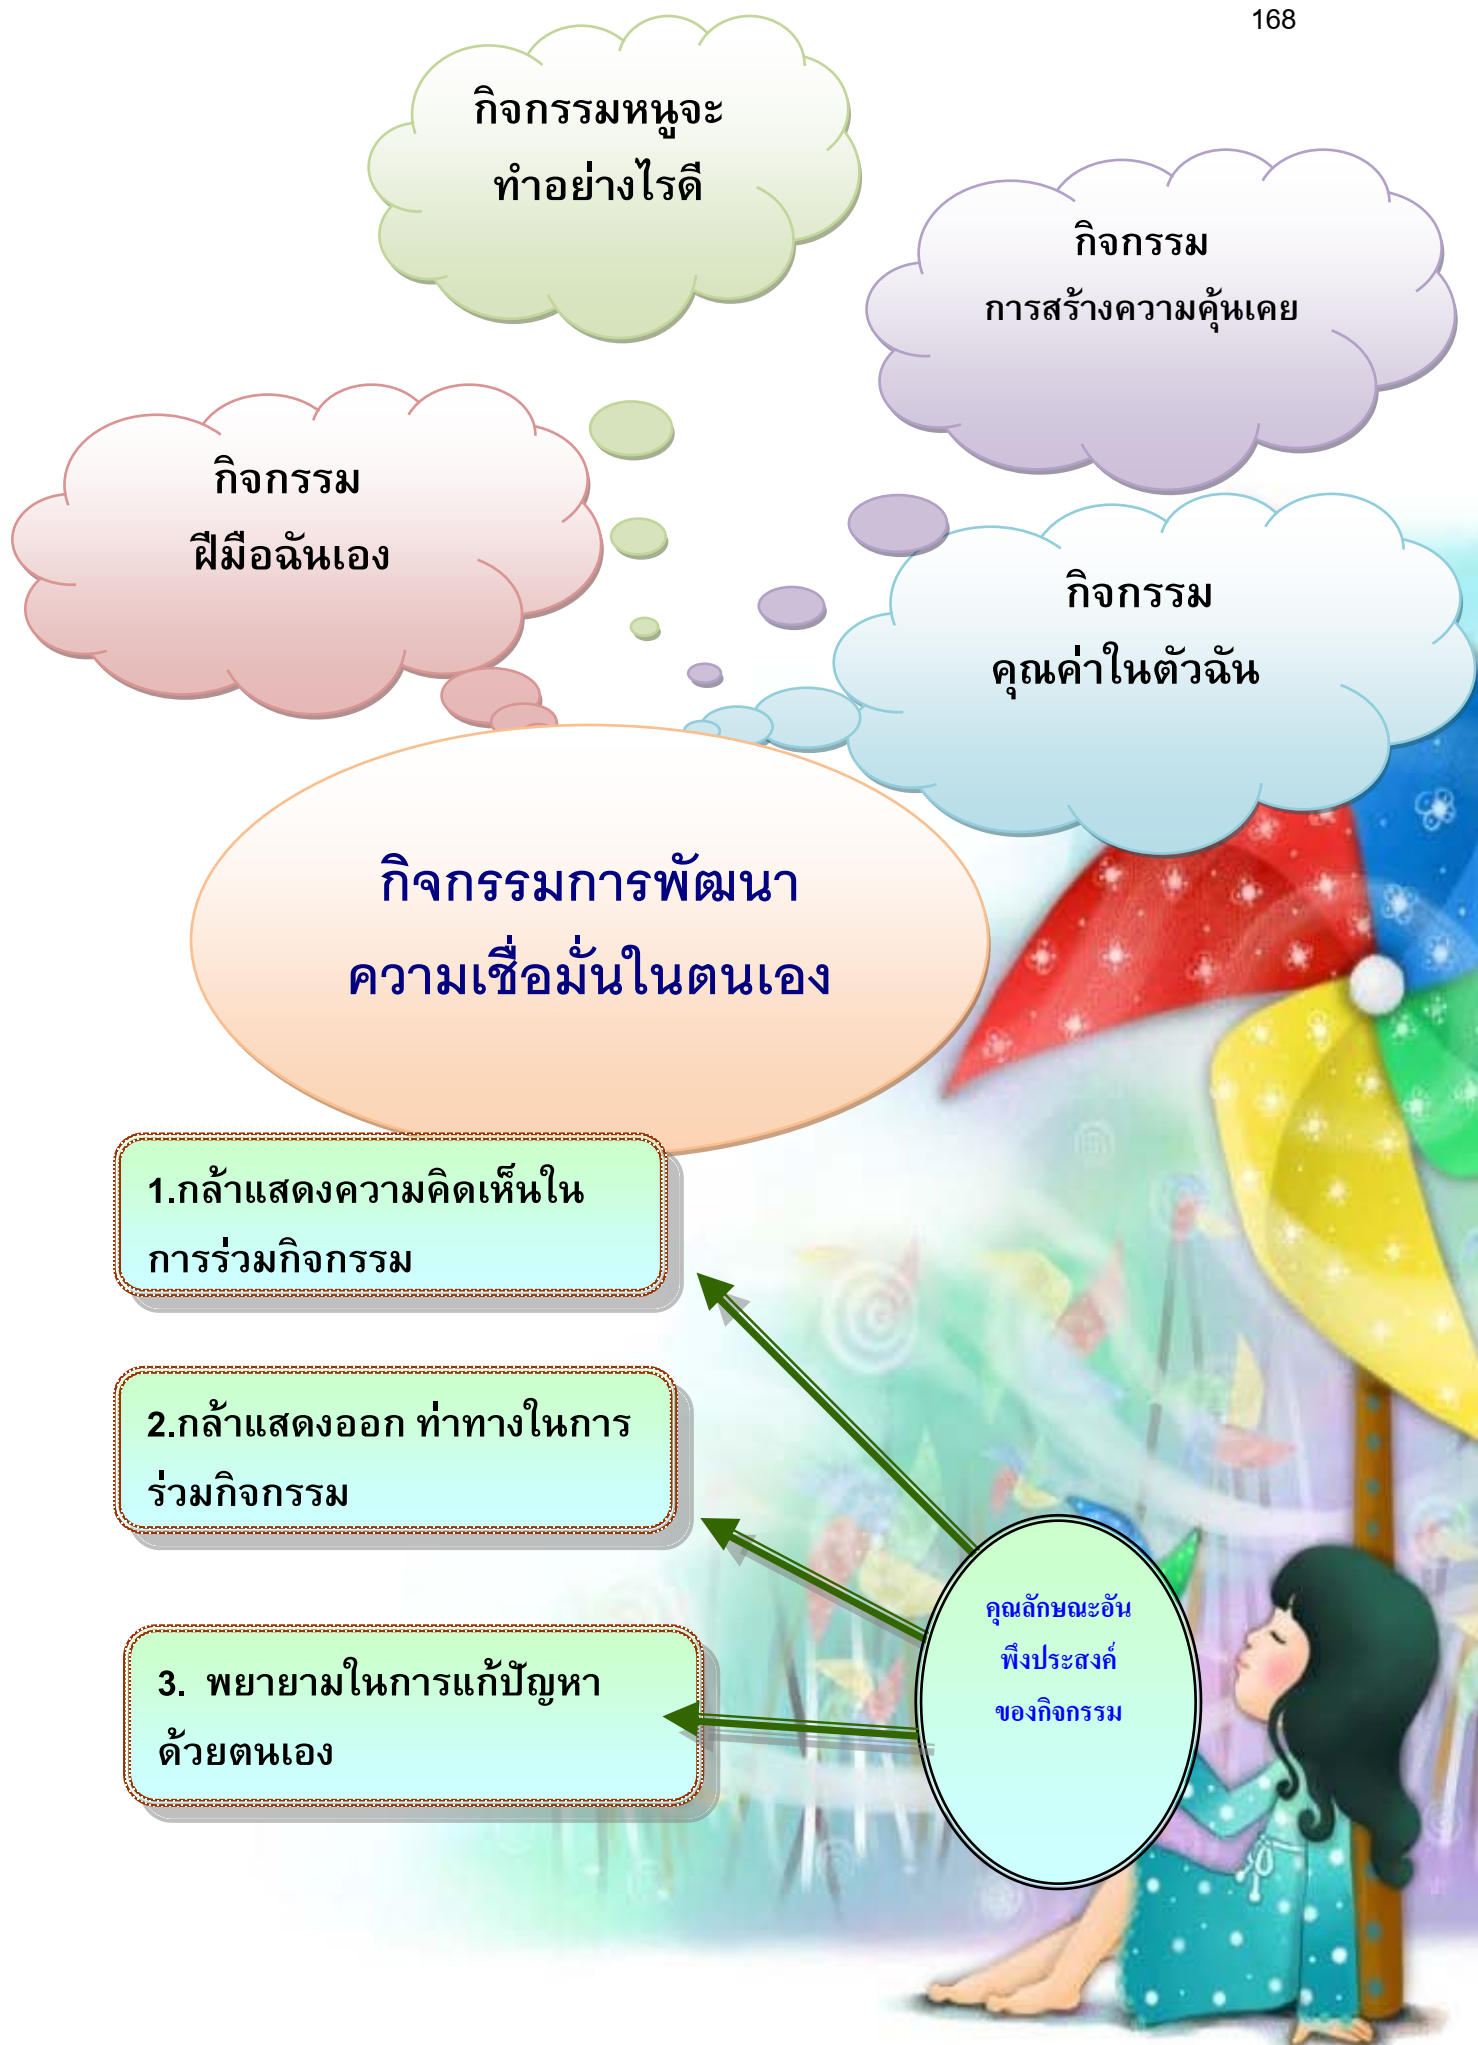 168
กิจกรรมหนูจะ
ทำอย่างไรดี
กิจกรรม
การสร้างความคุ้นเคย
กิจกรรม
ฝีมือฉันเอง
กิจกรรม
คุณค่าในตัวฉัน
กิจกรรมการพัฒนา
ความเชื่อมั่นในตนเอง
1.กล้าแสดงความคิดเห็นใน
การร่วมกิจกรรม
2.กล้าแสดงออก ท่าทางในการ
ร่วมกิจกรรม
คุณลักษณะอัน
พึงประสงค์
ของกิจกรรม
3. พยายามในการแก้ปัญหา
ด้วยตนเอง